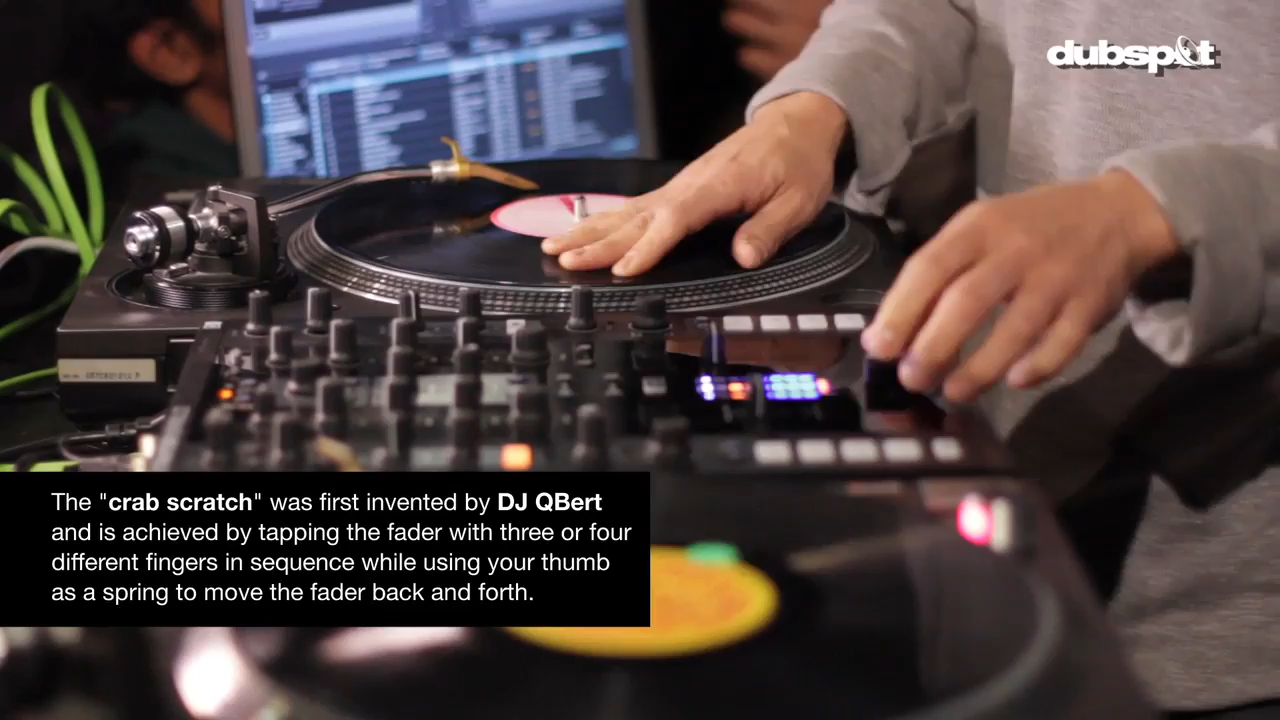 dubspot
The "crab scratch" was first invented by DJ QBert
and is achieved by tapping the fader with three or four
different fingers in sequence while using your thumb
as a spring to move the fader back and forth.